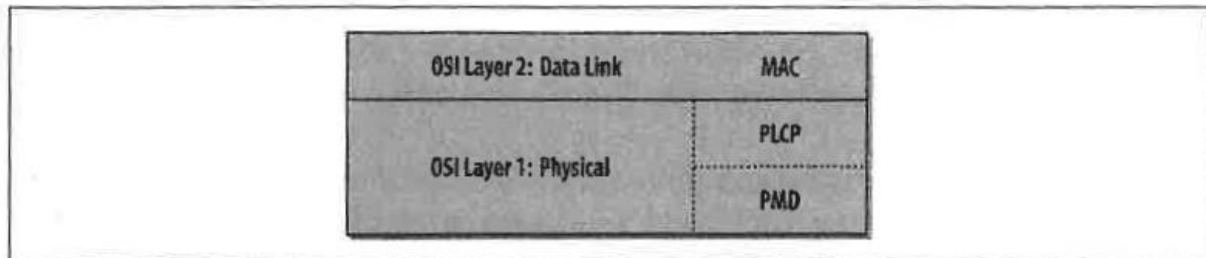 OSI Layer 2: Data Link MAC
PLCP
OSI Layer 1: Physical
PMD